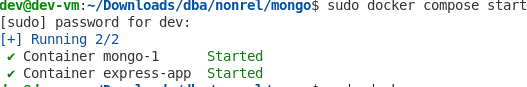 dev@dev-vm:~/Downloads/dba/nonrel/mongo$ sudo docker compose start
[sudo] password for dev:
[+] Running 2/2
✔ Container mongo-1 Started
✔ Container express-app Started